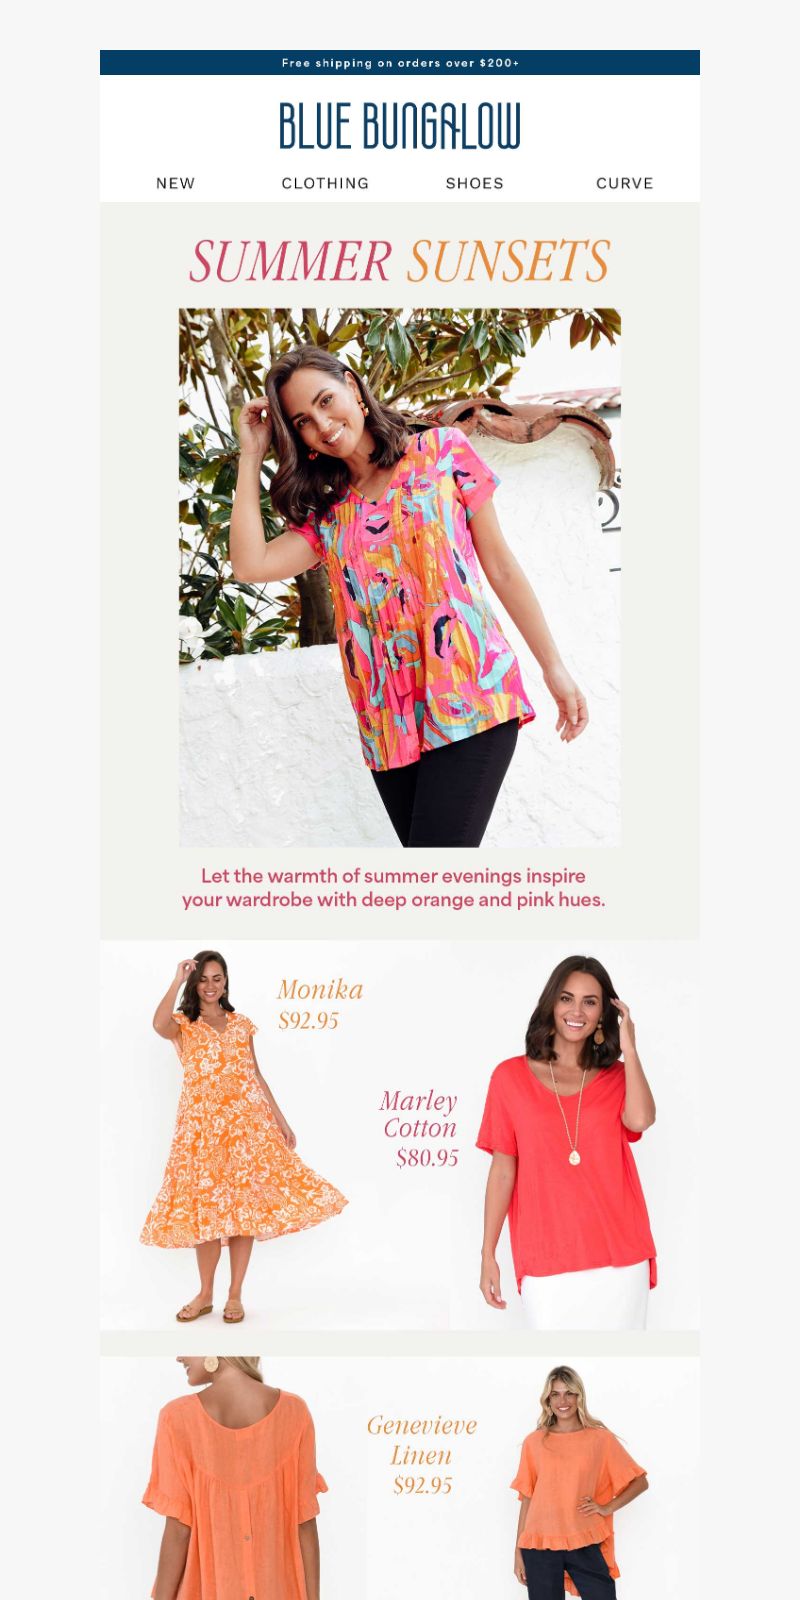 Free shipping on orders over $200+
BLUE BUNGALOW
NEW CLOTHING SHOES CURVE
SUMMER SUNSETS
Let the warmth of summer evenings inspire
your wardrobe with deep orange and pink hues.
Monika
$92.95
Marley
Cotton
$80.95
Genevieve
Linen
$92.95